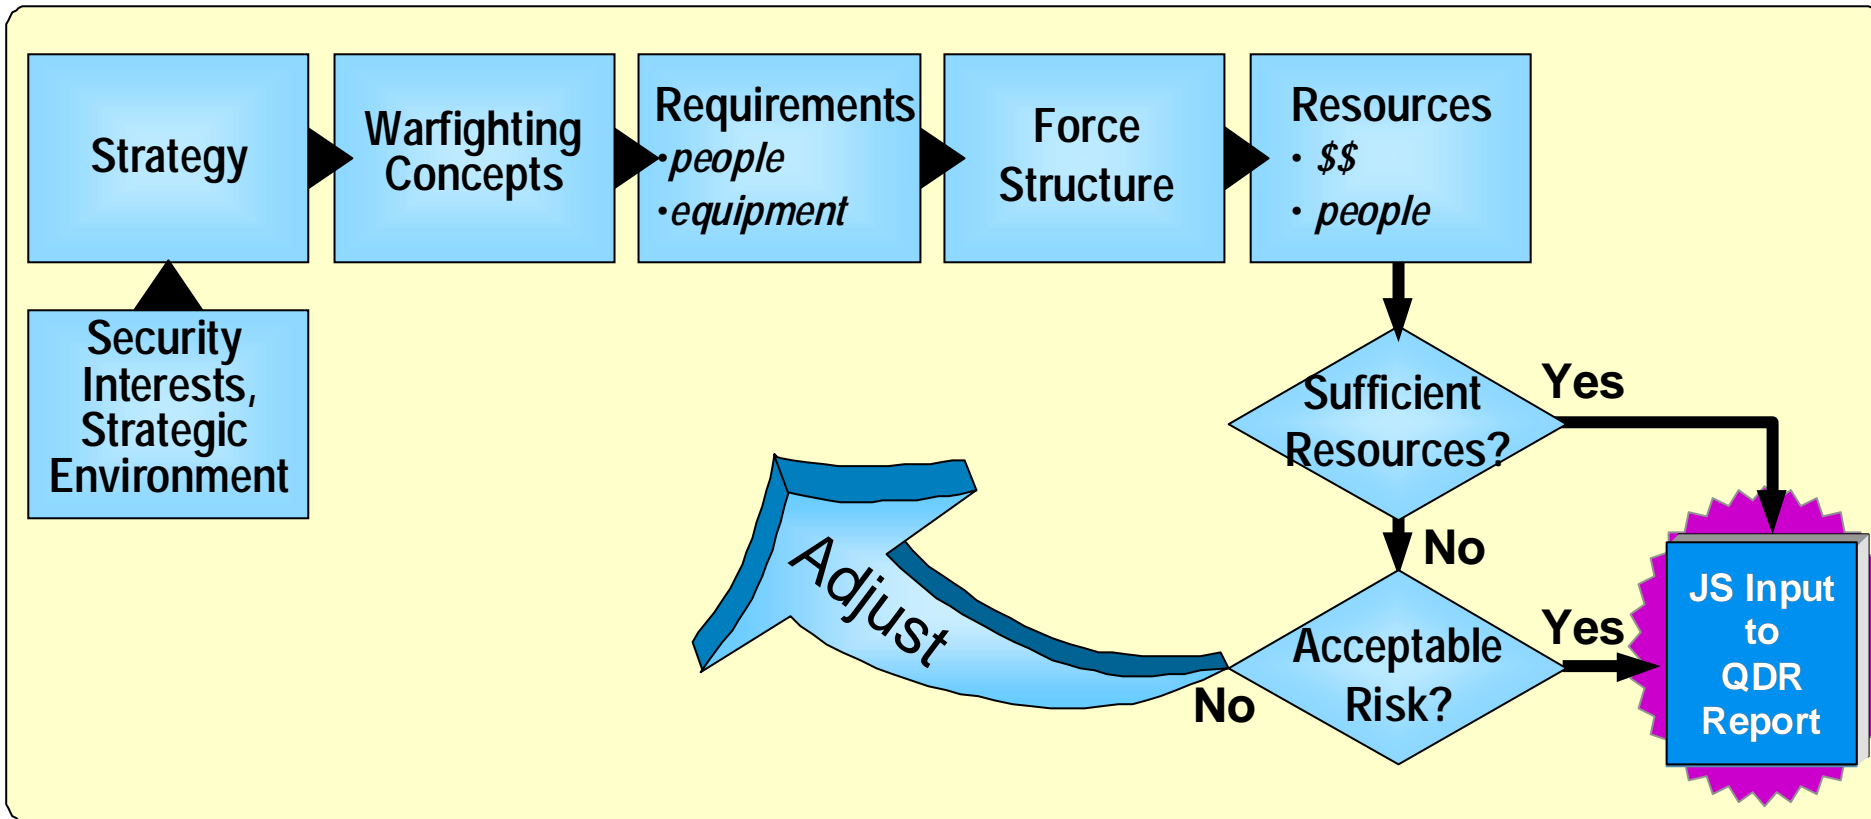 Strategy
Warfighting
Concepts
Requirements
•people
•equipment
Force
Structure
Resources
• $$
• people
Security
Interests,
Strategic
Environment
Sufficient
Resources?
Yes
No
Adjust
Acceptable
Risk?
Yes
No
JS Input
to
QDR
Report